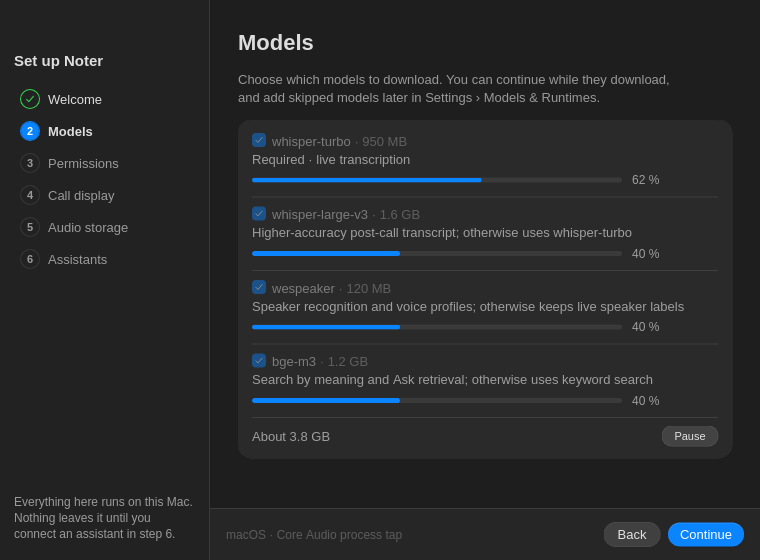 Set up Noter
Welcome
2 Models
3 Permissions
4 Call display
5 Audio storage
6 Assistants
Everything here runs on this Mac.
Nothing leaves it until you
connect an assistant in step 6.
Models
Choose which models to download. You can continue while they download,
and add skipped models later in Settings › Models & Runtimes.
whisper-turbo · 950 MB
Required · live transcription
62 %
whisper-large-v3 · 1.6 GB
Higher-accuracy post-call transcript; otherwise uses whisper-turbo
40 %
wespeaker · 120 MB
Speaker recognition and voice profiles; otherwise keeps live speaker labels
40 %
bge-m3 · 1.2 GB
Search by meaning and Ask retrieval; otherwise uses keyword search
40 %
About 3.8 GB
Pause
macOS · Core Audio process tap
Back
Continue